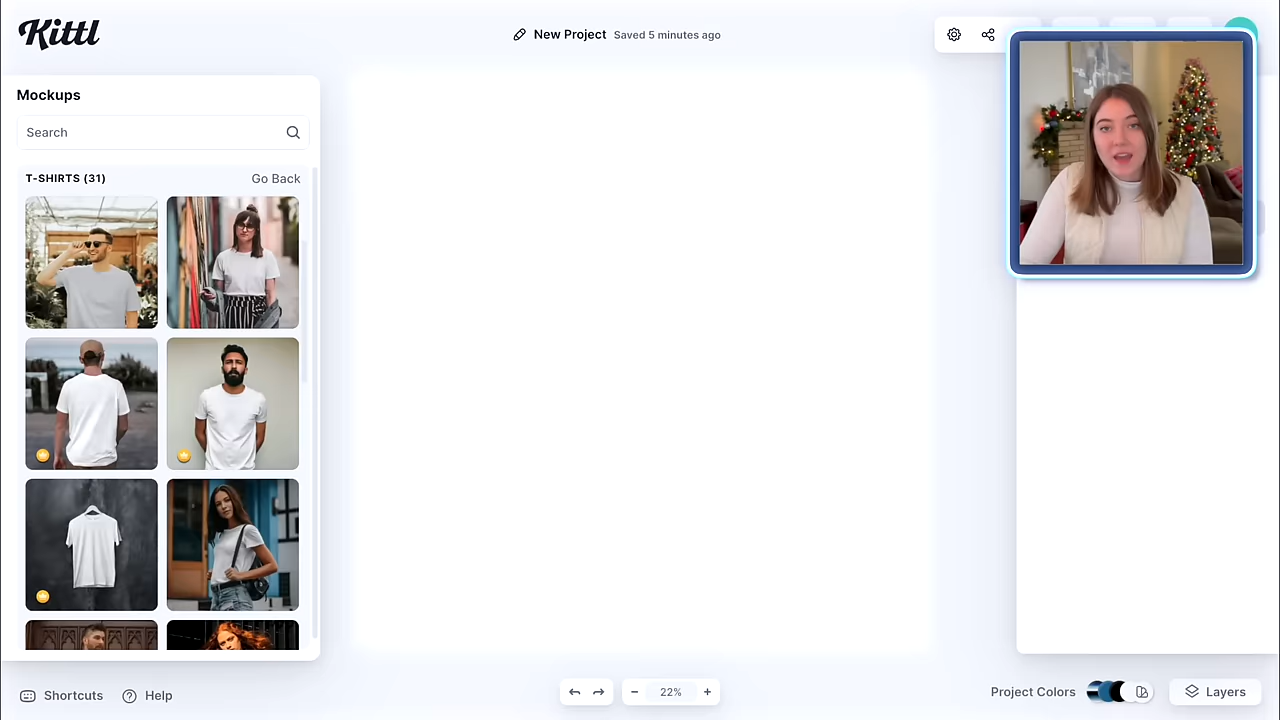 Kittl
New Project Saved 5 minutes ago
Mockups
Search
T-SHIRTS (31) Go Back
Shortcuts Help
22%
Project Colors
Layers